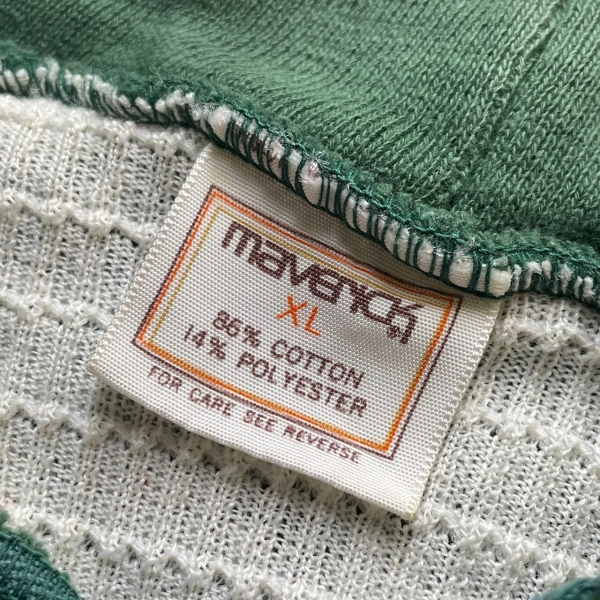 maverick
XL
86% COTTON
14% POLYESTER
FOR CARE SEE REVERSE